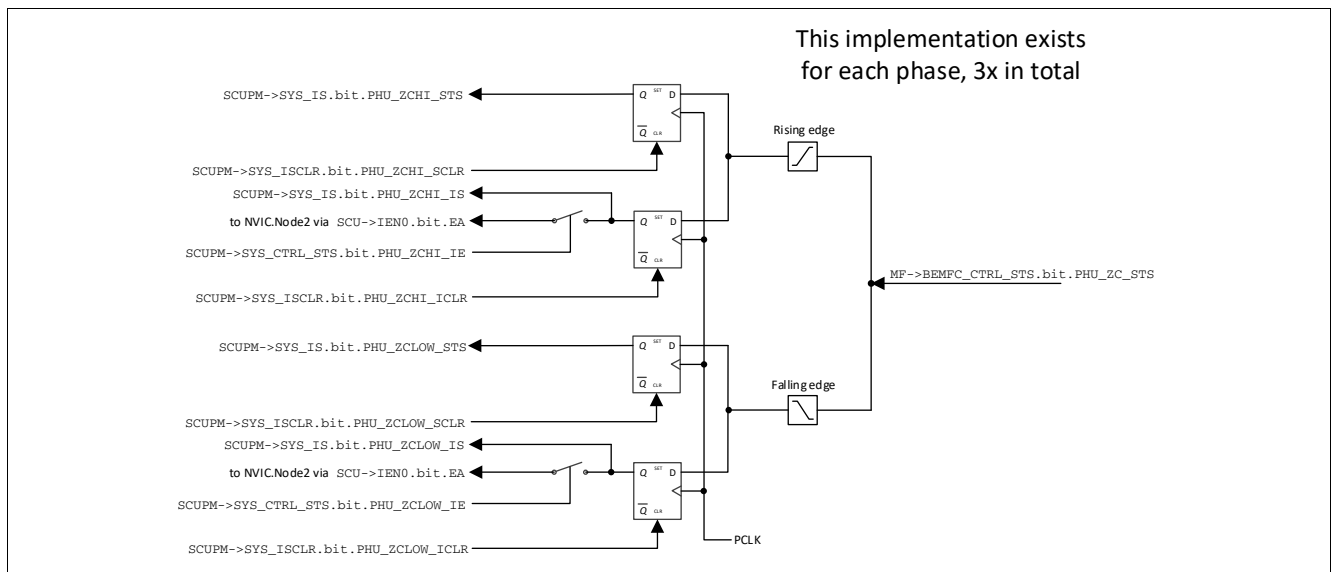 This implementation exists
for each phase, 3x in total
SCUPM->SYS_IS.bit.PHU_ZCHI_STS
Q SET D
Q CLR
Rising edge
SCUPM->SYS_ISCLR.bit.PHU_ZCHI_SCLR
SCUPM->SYS_IS.bit.PHU_ZCHI_IS
to NVIC.Node2 via SCU->IEN0.bit.EA
Q SET D
SCUPM->SYS_CTRL_STS.bit.PHU_ZCHI_IE
Q CLR
MF->BEMFC_CTRL_STS.bit.PHU_ZC_STS
SCUPM->SYS_ISCLR.bit.PHU_ZCHI_ICLR
SCUPM->SYS_IS.bit.PHU_ZCLOW_STS
Q SET D
Q CLR
Falling edge
SCUPM->SYS_ISCLR.bit.PHU_ZCLOW_SCLR
SCUPM->SYS_IS.bit.PHU_ZCLOW_IS
to NVIC.Node2 via SCU->IEN0.bit.EA
Q SET D
SCUPM->SYS_CTRL_STS.bit.PHU_ZCLOW_IE
Q CLR
PCLK
SCUPM->SYS_ISCLR.bit.PHU_ZCLOW_ICLR